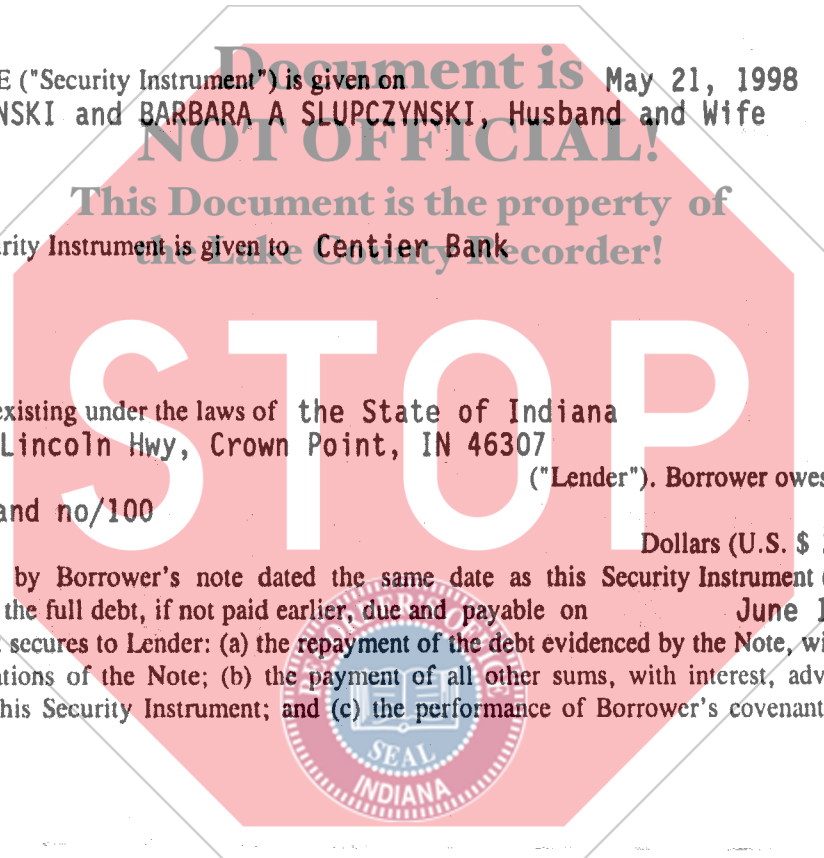 Document is
E ("Security Instrument") is given on May 21, 1998
NSKI and BARBARA A SLUPCZYNSKI, Husband and Wife
NOT OFFICIAL!
This Document is the property of
rity Instrument is given to Centier Bank
the Lake County Recorder!
STOP
existing under the laws of the State of Indiana
Lincoln Hwy, Crown Point, IN 46307
("Lender"). Borrower owes
and no/100
Dollars (U.S. $
by Borrower's note dated the same date as this Security Instrument (
the full debt, if not paid earlier, due and payable on June 1
secures to Lender: (a) the repayment of the debt evidenced by the Note, wi
ations of the Note; (b) the payment of all other sums, with interest, adv
his Security Instrument; and (c) the performance of Borrower's covenant
RECORDER'S OFFICE
SEAL
INDIANA